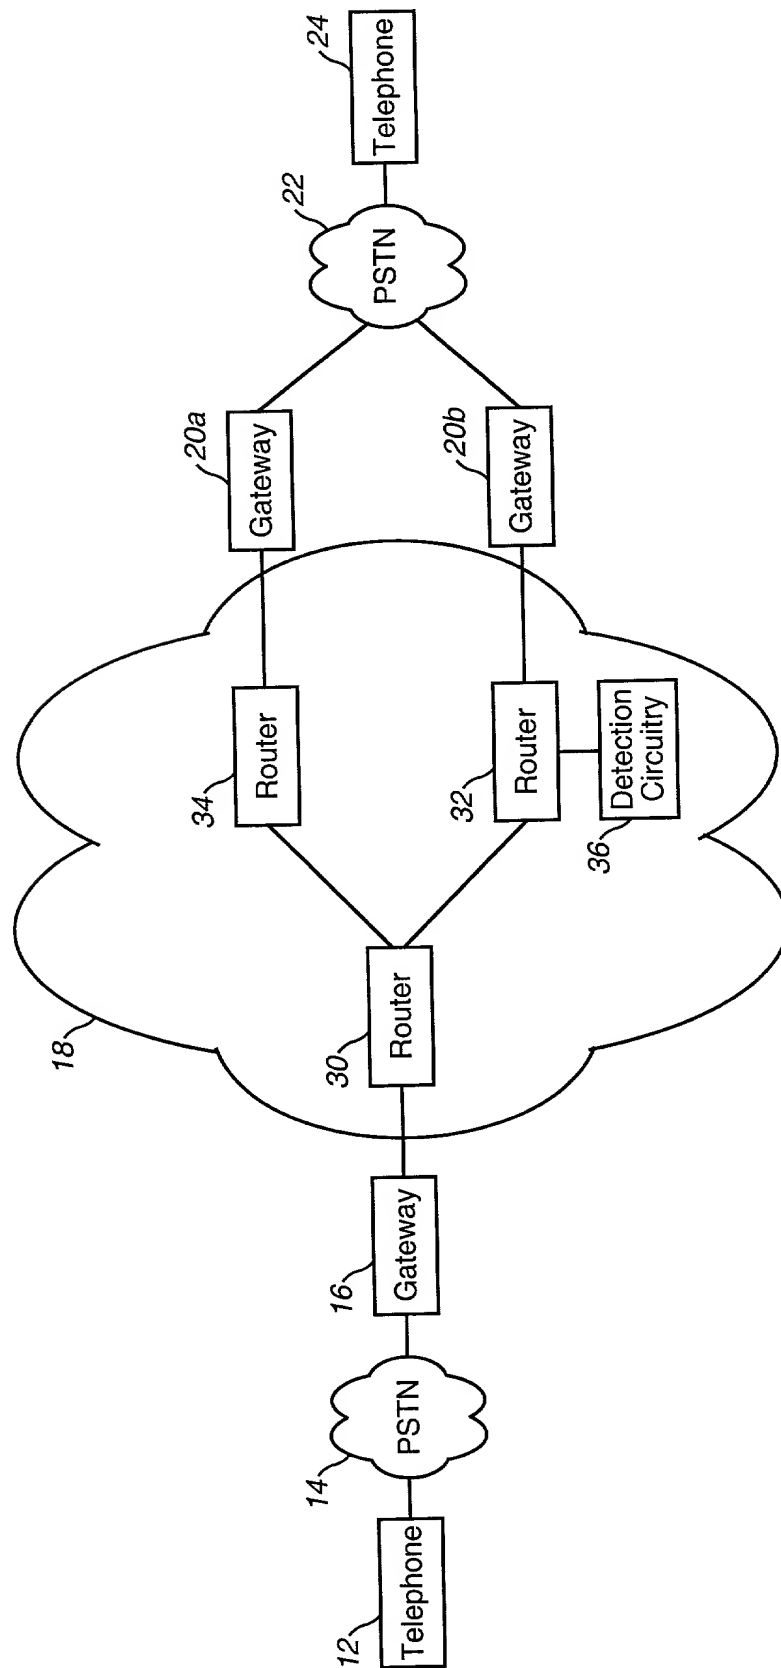 12
Telephone
14
PSTN
16
Gateway
18
30
Router
34
Router
32
Router
36
Detection
Circuitry
20a
Gateway
20b
Gateway
22
PSTN
24
Telephone